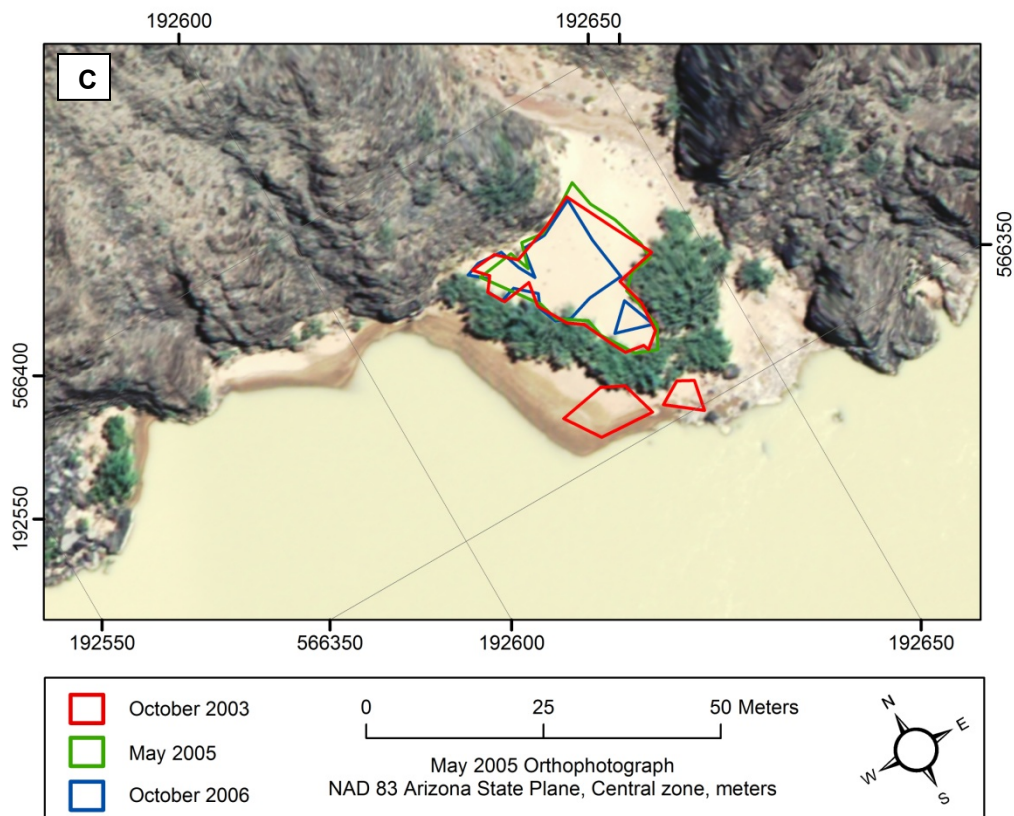 192600 192650
C
566350
566400
192550
192550 566350 192600 192650
October 2003
May 2005
October 2006
0 25 50 Meters
May 2005 Orthophotograph
NAD 83 Arizona State Plane, Central zone, meters
N
E
W
S